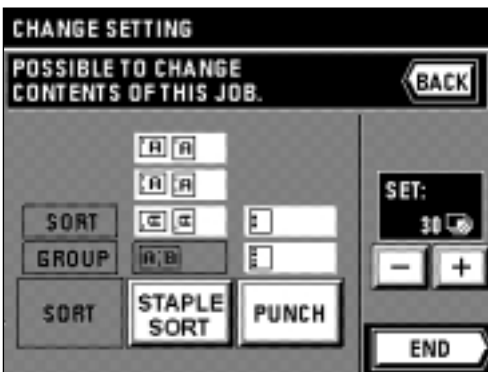 CHANGE SETTING
POSSIBLE TO CHANGE
CONTENTS OF THIS JOB.
BACK
A A
A A
SORT
A A
GROUP
A B
SORT
STAPLE
SORT
PUNCH
SET:
30
− +
END